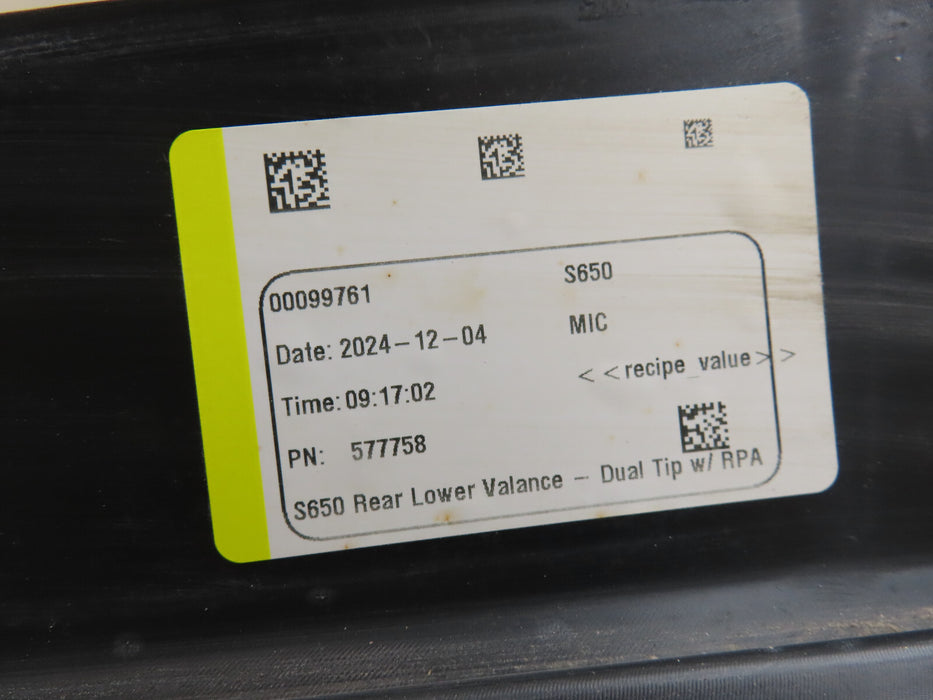 00099761
S650
Date: 2024-12-04
MIC
Time: 09:17:02
< <recipe_value> >
PN: 577758
S650 Rear Lower Valance - Dual Tip w/ RPA